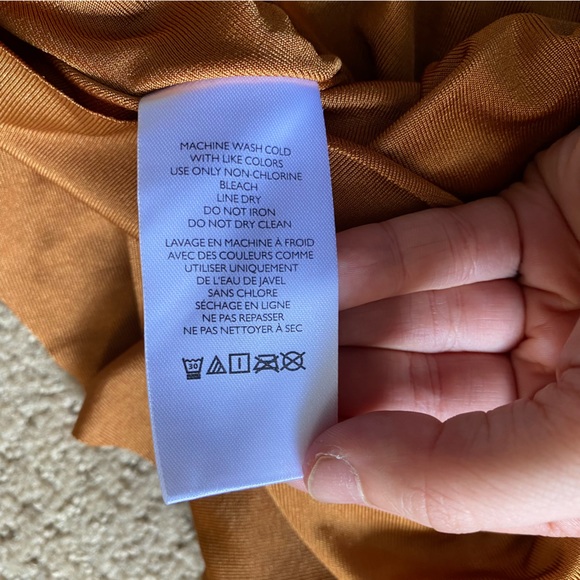 MACHINE WASH COLD
WITH LIKE COLORS
USE ONLY NON-CHLORINE
BLEACH
LINE DRY
DO NOT IRON
DO NOT DRY CLEAN
LAVAGE EN MACHINE À FROID
AVEC DES COULEURS COMME
UTILISER UNIQUEMENT
DE L'EAU DE JAVEL
SANS CHLORE
SÉCHAGE EN LIGNE
NE PAS REPASSER
NE PAS NETTOYER À SEC
30